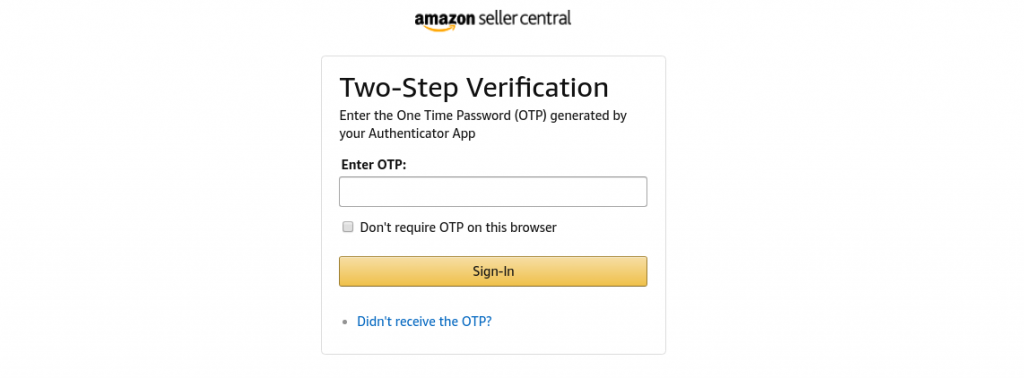 amazon seller central
Two-Step Verification
Enter the One Time Password (OTP) generated by
your Authenticator App
Enter OTP:
Don't require OTP on this browser
Sign-In
Didn't receive the OTP?